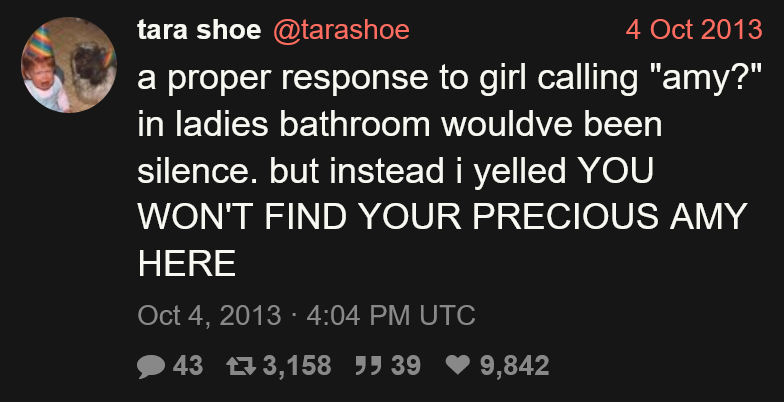 tara shoe @tarashoe 4 Oct 2013
a proper response to girl calling "amy?"
in ladies bathroom wouldve been
silence. but instead i yelled YOU
WON'T FIND YOUR PRECIOUS AMY
HERE
Oct 4, 2013 · 4:04 PM UTC
43 3,158 39 9,842